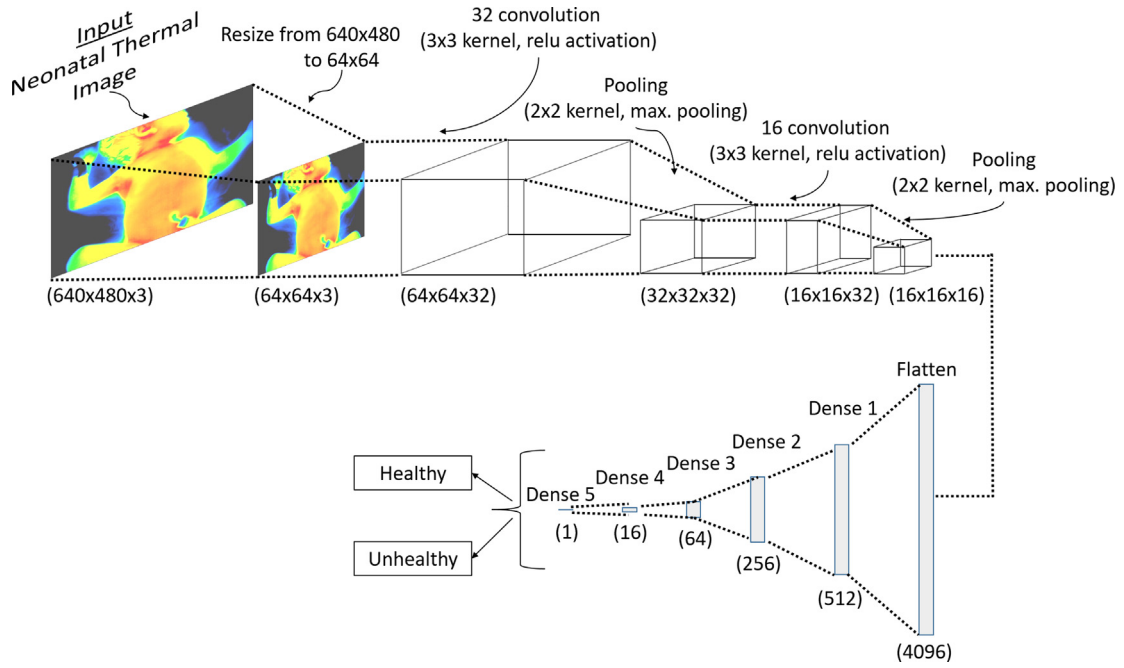 Input
Neonatal Thermal
Image
Resize from 640x480
to 64x64
32 convolution
(3x3 kernel, relu activation)
Pooling
(2x2 kernel, max. pooling)
16 convolution
(3x3 kernel, relu activation)
Pooling
(2x2 kernel, max. pooling)
(640x480x3)
(64x64x3)
(64x64x32)
(32x32x32)
(16x16x32)
(16x16x16)
Flatten
Dense 1
Dense 2
Dense 3
Dense 4
Dense 5
Healthy
Unhealthy
(1)
(16)
(64)
(256)
(512)
(4096)